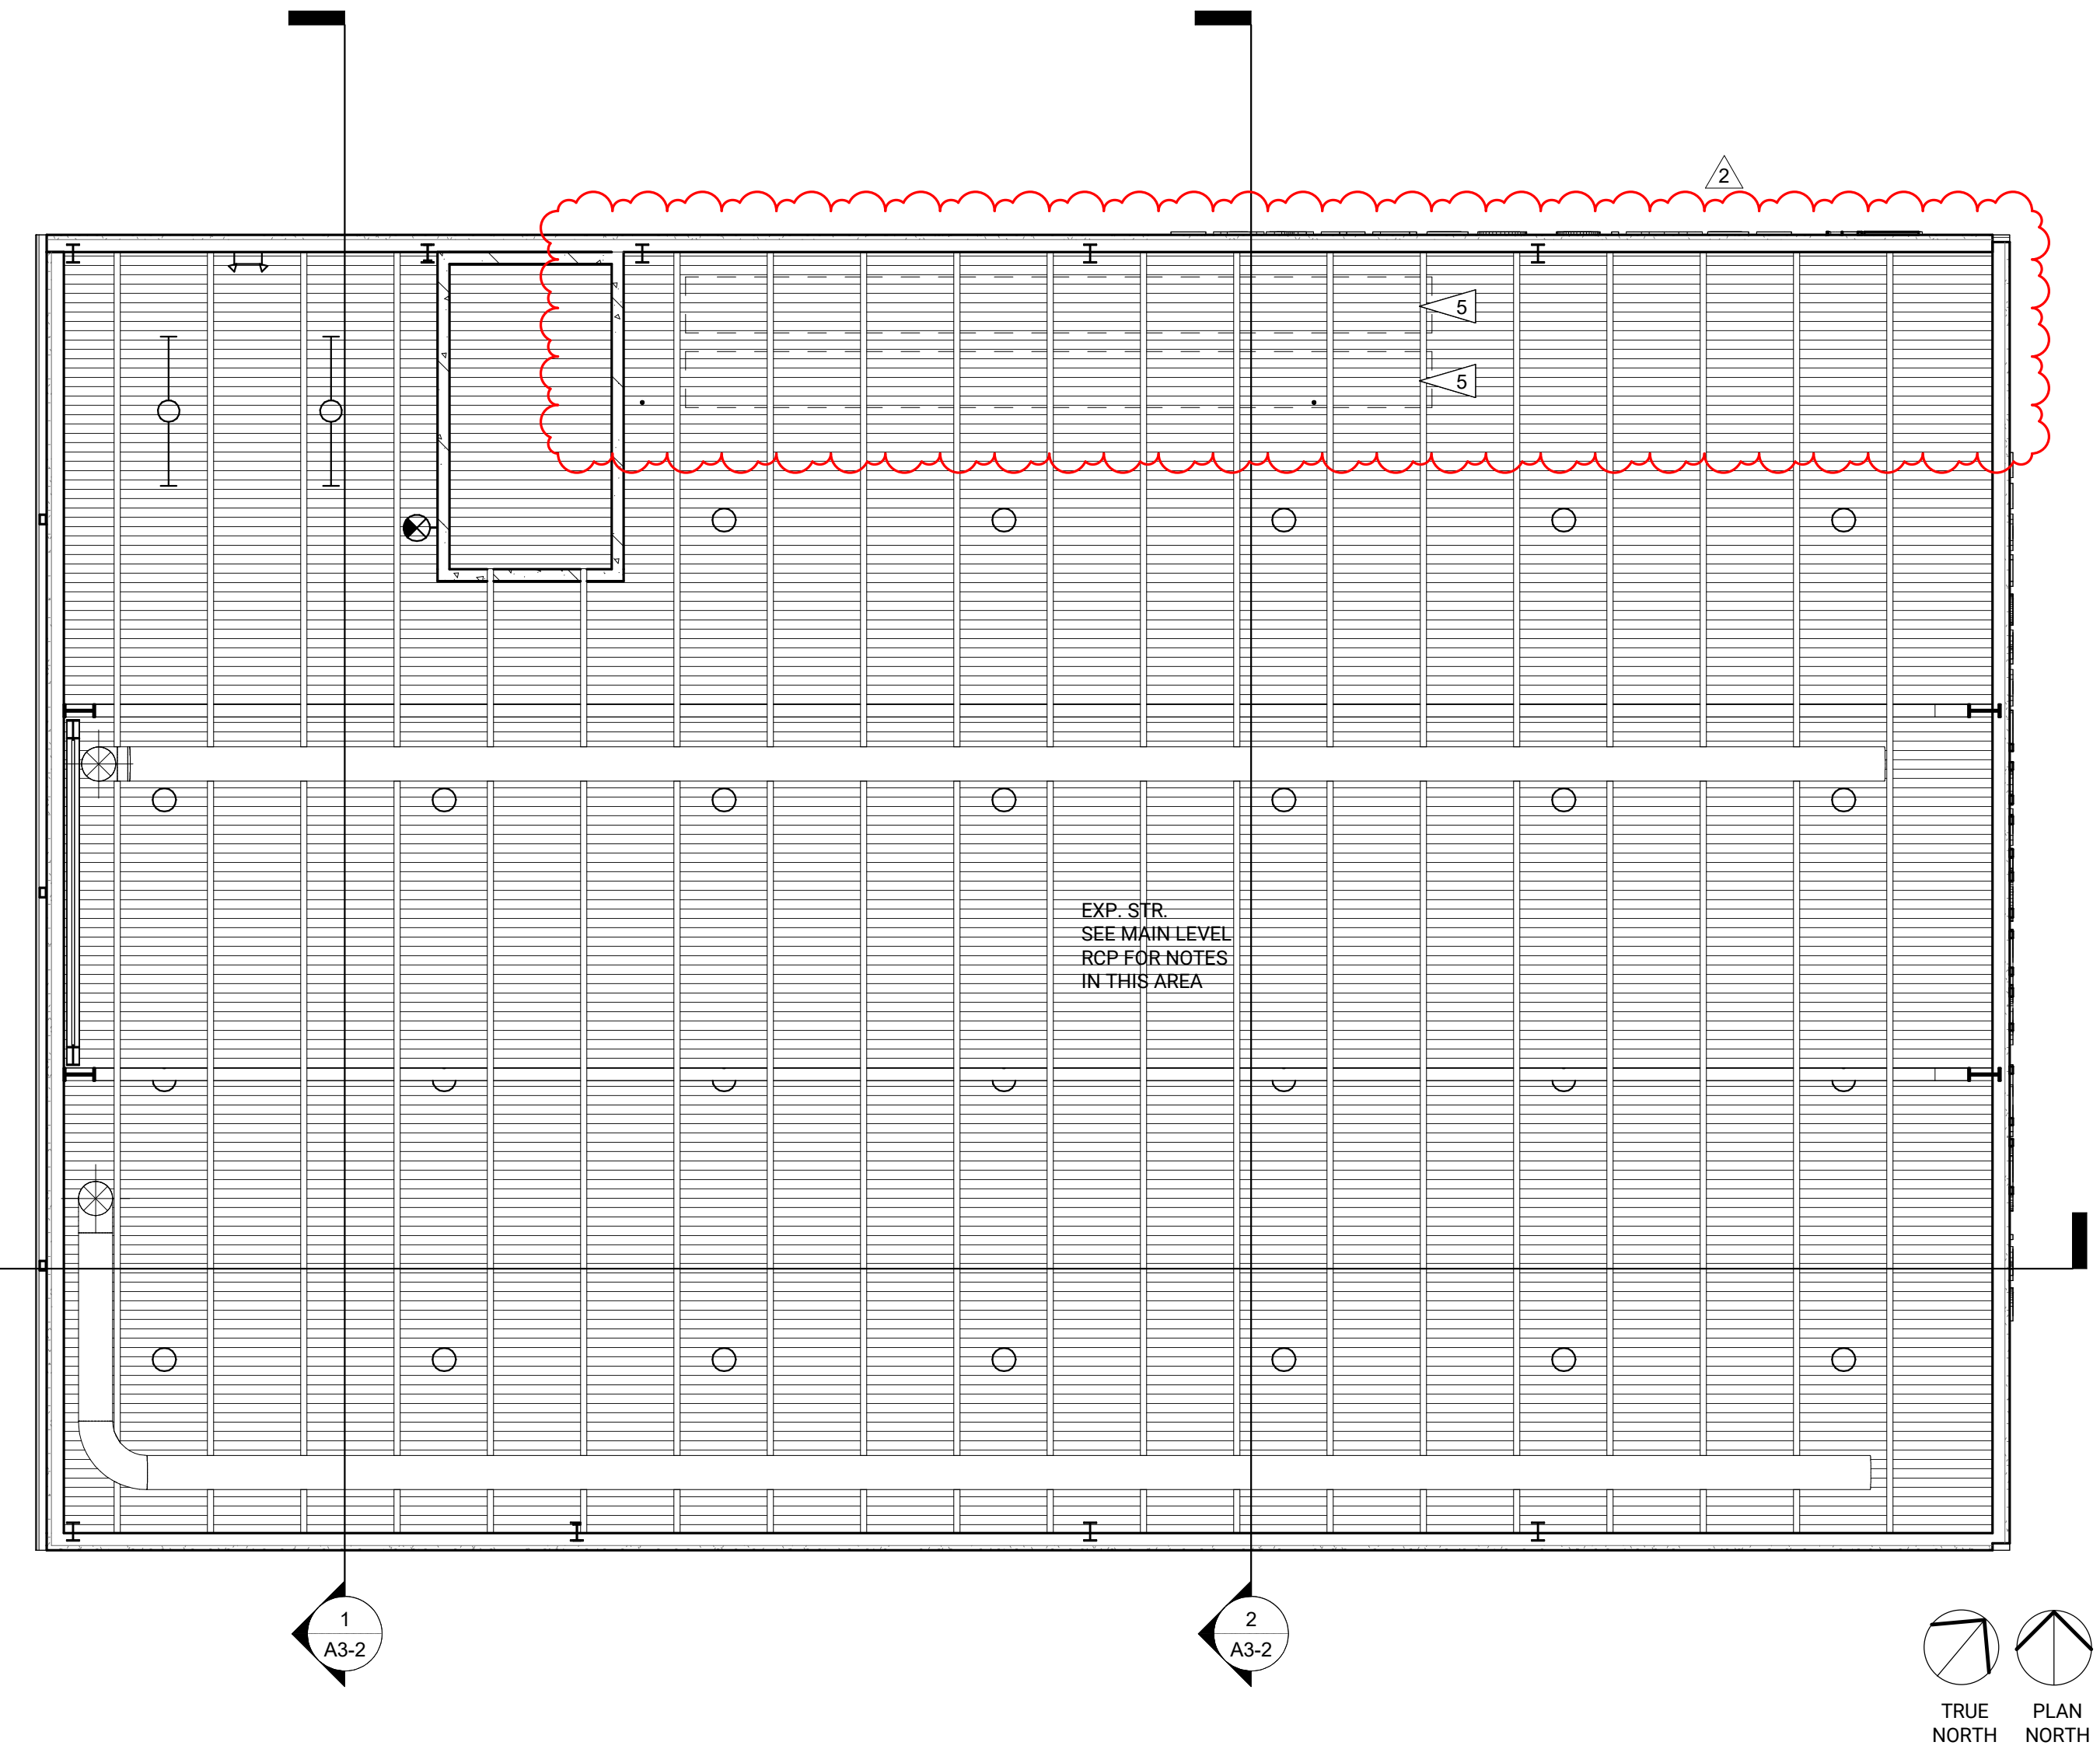 2
5
5
EXP. STR.
SEE MAIN LEVEL
RCP FOR NOTES
IN THIS AREA
1
A3-2
2
A3-2
TRUE
NORTH
PLAN
NORTH